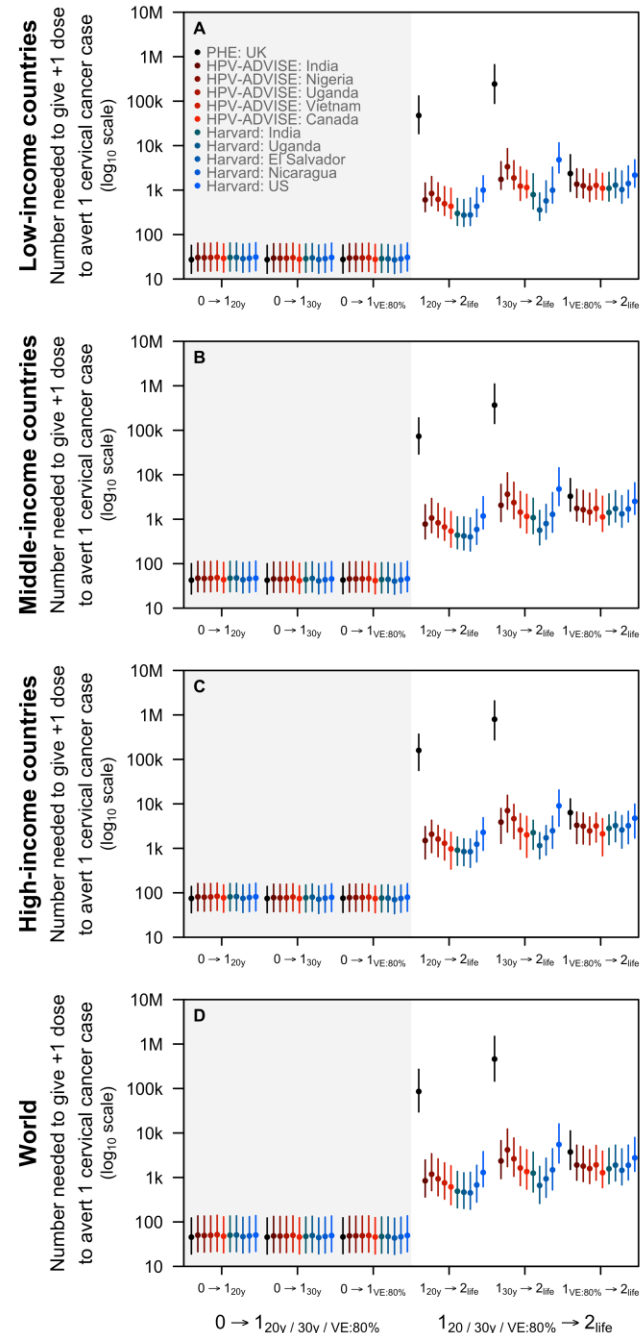 Low-income countries
Number needed to give +1 dose
to avert 1 cervical cancer case
(log10 scale)
10M
1M
100k
10k
1k
100
10
A
PHE: UK
HPV-ADVISE: India
HPV-ADVISE: Nigeria
HPV-ADVISE: Uganda
HPV-ADVISE: Vietnam
HPV-ADVISE: Canada
Harvard: India
Harvard: Uganda
Harvard: El Salvador
Harvard: Nicaragua
Harvard: US
0 → 120y
0 → 130y
0 → 1VE:80%
120y → 2life
130y → 2life
1VE:80% → 2life
Middle-income countries
Number needed to give +1 dose
to avert 1 cervical cancer case
(log10 scale)
10M
1M
100k
10k
1k
100
10
B
0 → 120y
0 → 130y
0 → 1VE:80%
120y → 2life
130y → 2life
1VE:80% → 2life
High-income countries
Number needed to give +1 dose
to avert 1 cervical cancer case
(log10 scale)
10M
1M
100k
10k
1k
100
10
C
0 → 120y
0 → 130y
0 → 1VE:80%
120y → 2life
130y → 2life
1VE:80% → 2life
World
Number needed to give +1 dose
to avert 1 cervical cancer case
(log10 scale)
10M
1M
100k
10k
1k
100
10
D
0 → 120y
0 → 130y
0 → 1VE:80%
120y → 2life
130y → 2life
1VE:80% → 2life
0 → 120y / 30y / VE:80%
120 / 30y / VE:80% → 2life